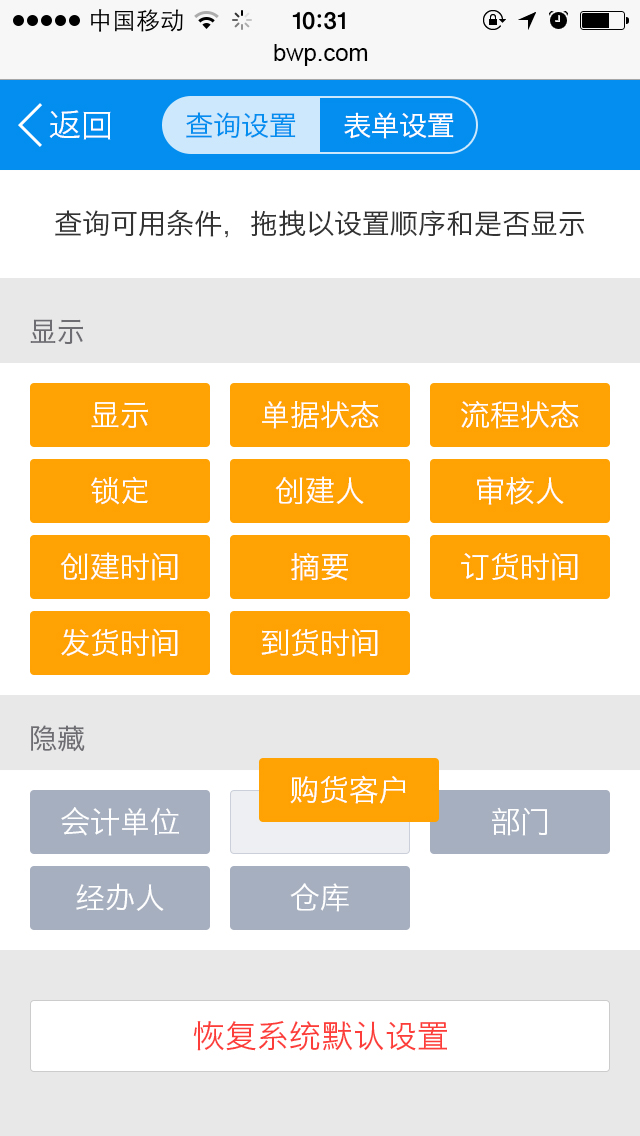 中国移动 10:31
bwp.com
返回 查询设置 表单设置
查询可用条件，拖拽以设置顺序和是否显示
显示
显示 单据状态 流程状态
锁定 创建人 审核人
创建时间 摘要 订货时间
发货时间 到货时间
隐藏
购货客户
会计单位 部门
经办人 仓库
恢复系统默认设置